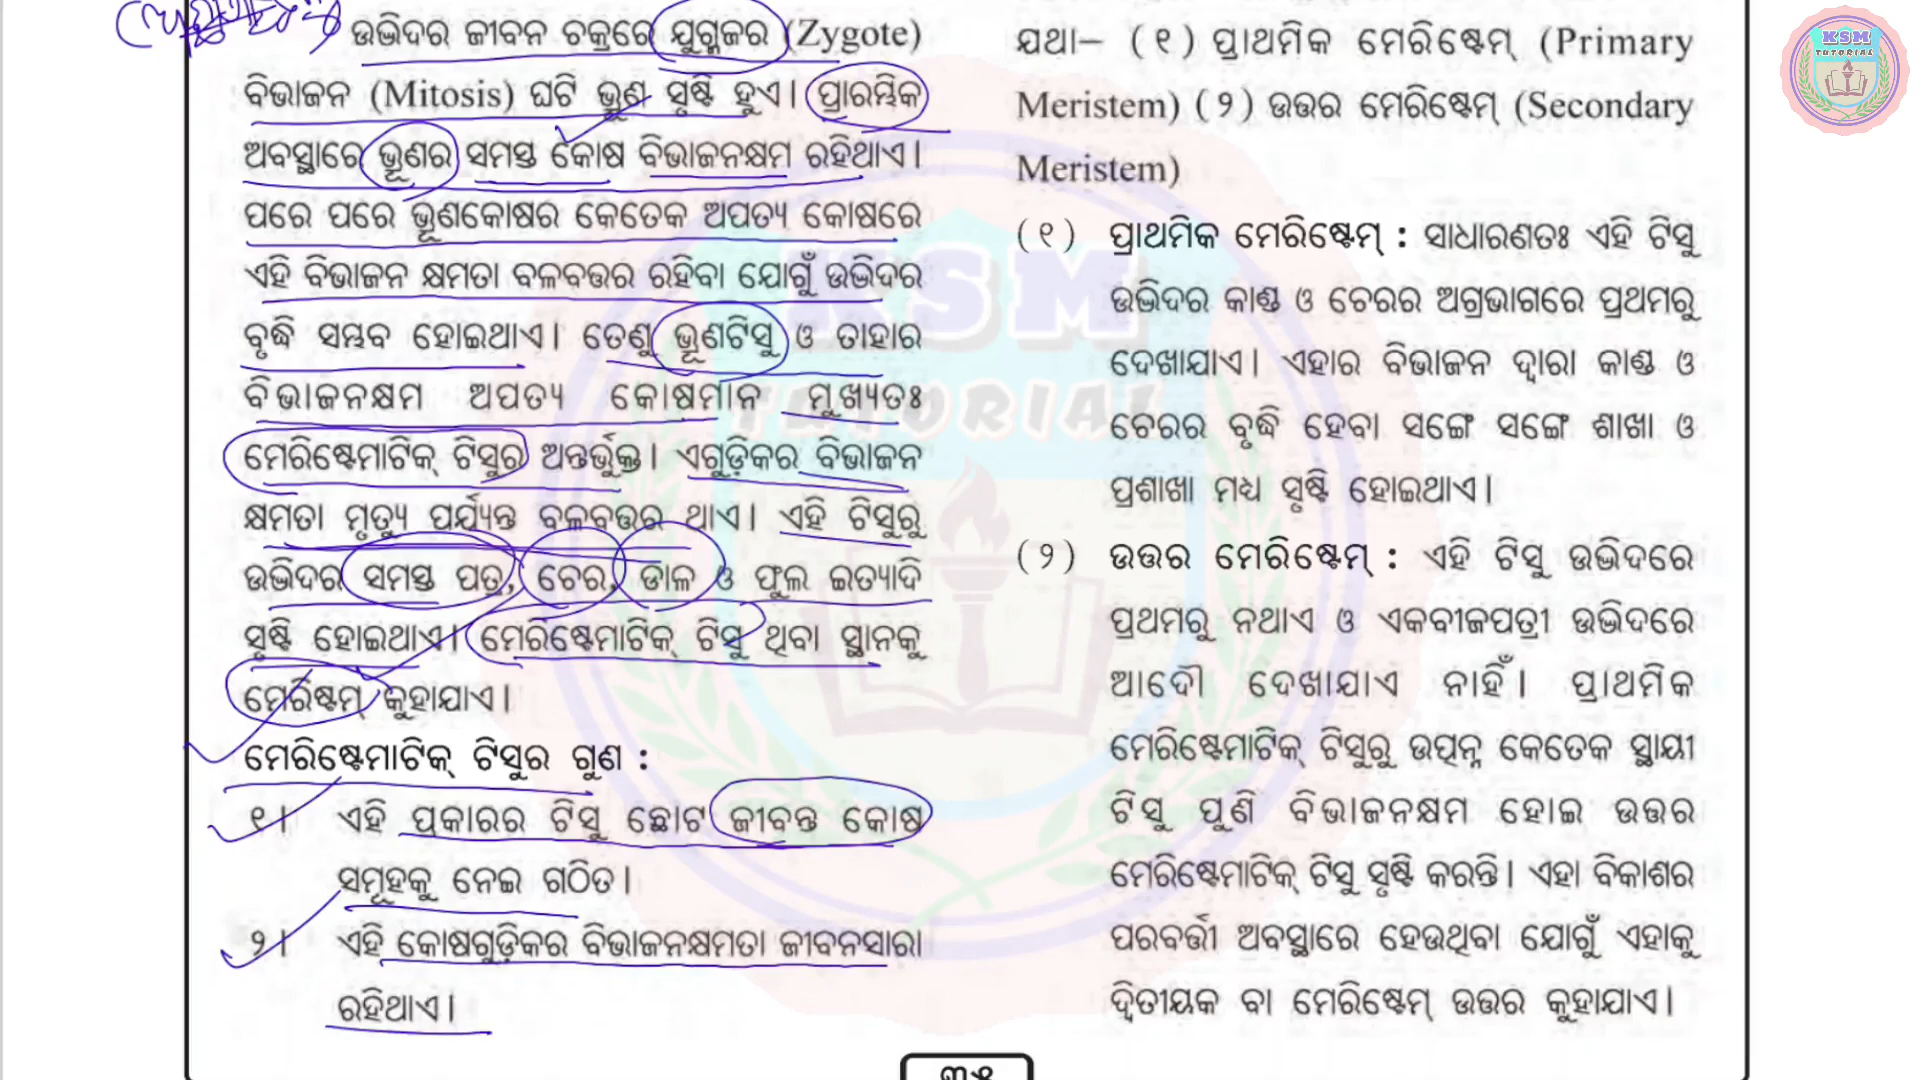 ଉଦ୍ଭିଦର ଜୀବନ ଚକ୍ରରେ ଯୁଗ୍ମଜର (Zygote)
ବିଭାଜନ (Mitosis) ଘଟି ଭ୍ରୂଣ ସୃଷ୍ଟି ହୁଏ। ପ୍ରାରମ୍ଭିକ
ଅବସ୍ଥାରେ ଭ୍ରୂଣର ସମସ୍ତ କୋଷ ବିଭାଜନକ୍ଷମ ରହିଥାଏ।
ପରେ ପରେ ଭ୍ରୂଣକୋଷର କେତେକ ଅପତ୍ୟ କୋଷରେ
ଏହି ବିଭାଜନ କ୍ଷମତା ବଳବତ୍ତର ରହିବା ଯୋଗୁଁ ଉଦ୍ଭିଦର
ବୃଦ୍ଧି ସମ୍ଭବ ହୋଇଥାଏ। ତେଣୁ ଭ୍ରୂଣଟିସୁ ଓ ତାହାର
ବିଭାଜନକ୍ଷମ ଅପତ୍ୟ କୋଷମାନ ମୁଖ୍ୟତଃ
ମେରିଷ୍ଟେମାଟିକ୍ ଟିସୁର ଅନ୍ତର୍ଭୁକ୍ତ। ଏଗୁଡ଼ିକର ବିଭାଜନ
କ୍ଷମତା ମୃତ୍ୟୁ ପର୍ଯ୍ୟନ୍ତ ବଳବତ୍ତର ଥାଏ। ଏହି ଟିସୁରୁ
ଉଦ୍ଭିଦର ସମସ୍ତ ପତ୍ର, ଚେର, ଡାଳ ଓ ଫୁଲ ଇତ୍ୟାଦି
ସୃଷ୍ଟି ହୋଇଥାଏ। ମେରିଷ୍ଟେମାଟିକ୍ ଟିସୁ ଥିବା ସ୍ଥାନକୁ
ମେରିଷ୍ଟମ୍ କୁହାଯାଏ।
ମେରିଷ୍ଟେମାଟିକ୍ ଟିସୁର ଗୁଣ :
୧। ଏହି ପ୍ରକାରର ଟିସୁ ଛୋଟ ଜୀବନ୍ତ କୋଷ
ସମୂହକୁ ନେଇ ଗଠିତ।
୨। ଏହି କୋଷଗୁଡ଼ିକର ବିଭାଜନକ୍ଷମତା ଜୀବନସାରା
ରହିଥାଏ।
ଯଥା– (୧) ପ୍ରାଥମିକ ମେରିଷ୍ଟେମ୍ (Primary
Meristem) (୨) ଉତ୍ତର ମେରିଷ୍ଟେମ୍ (Secondary
Meristem)
(୧) ପ୍ରାଥମିକ ମେରିଷ୍ଟେମ୍ : ସାଧାରଣତଃ ଏହି ଟିସୁ
ଉଦ୍ଭିଦର କାଣ୍ଡ ଓ ଚେରର ଅଗ୍ରଭାଗରେ ପ୍ରଥମରୁ
ଦେଖାଯାଏ। ଏହାର ବିଭାଜନ ଦ୍ୱାରା କାଣ୍ଡ ଓ
ଚେରର ବୃଦ୍ଧି ହେବା ସଙ୍ଗେ ସଙ୍ଗେ ଶାଖା ଓ
ପ୍ରଶାଖା ମଧ୍ୟ ସୃଷ୍ଟି ହୋଇଥାଏ।
(୨) ଉତ୍ତର ମେରିଷ୍ଟେମ୍ : ଏହି ଟିସୁ ଉଦ୍ଭିଦରେ
ପ୍ରଥମରୁ ନଥାଏ ଓ ଏକବୀଜପତ୍ରୀ ଉଦ୍ଭିଦରେ
ଆଦୌ ଦେଖାଯାଏ ନାହିଁ। ପ୍ରାଥମିକ
ମେରିଷ୍ଟେମାଟିକ୍ ଟିସୁରୁ ଉତ୍ପନ୍ନ କେତେକ ସ୍ଥାୟୀ
ଟିସୁ ପୁଣି ବିଭାଜନକ୍ଷମ ହୋଇ ଉତ୍ତର
ମେରିଷ୍ଟେମାଟିକ୍ ଟିସୁ ସୃଷ୍ଟି କରନ୍ତି। ଏହା ବିକାଶର
ପରବର୍ତ୍ତୀ ଅବସ୍ଥାରେ ହେଉଥିବା ଯୋଗୁଁ ଏହାକୁ
ଦ୍ୱିତୀୟକ ବା ମେରିଷ୍ଟେମ୍ ଉତ୍ତର କୁହାଯାଏ।
KSM
TUTORIAL
KSM
TUTORIAL